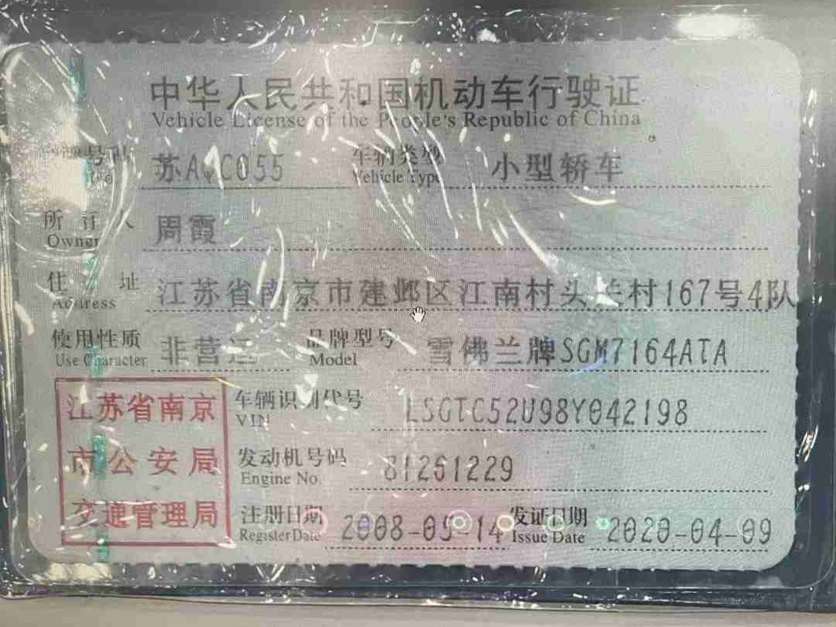 中华人民共和国机动车行驶证
Vehicle License of the People's Republic of China
号牌号码 苏A C055 车辆类型 小型轿车
Vehicle Type
所有人 周霞
Owner
住址 江苏省南京市建邺区江南村头关村167号4队
Address
使用性质 非营运 品牌型号 雪佛兰牌SGM7164ATA
Use Character Model
江苏省南京 车辆识别代号 LSGTC52U98Y042198
VIN
市公安局 发动机号码 81261229
Engine No.
交通管理局 注册日期 2008-05-14 发证日期 2020-04-09
Register Date Issue Date